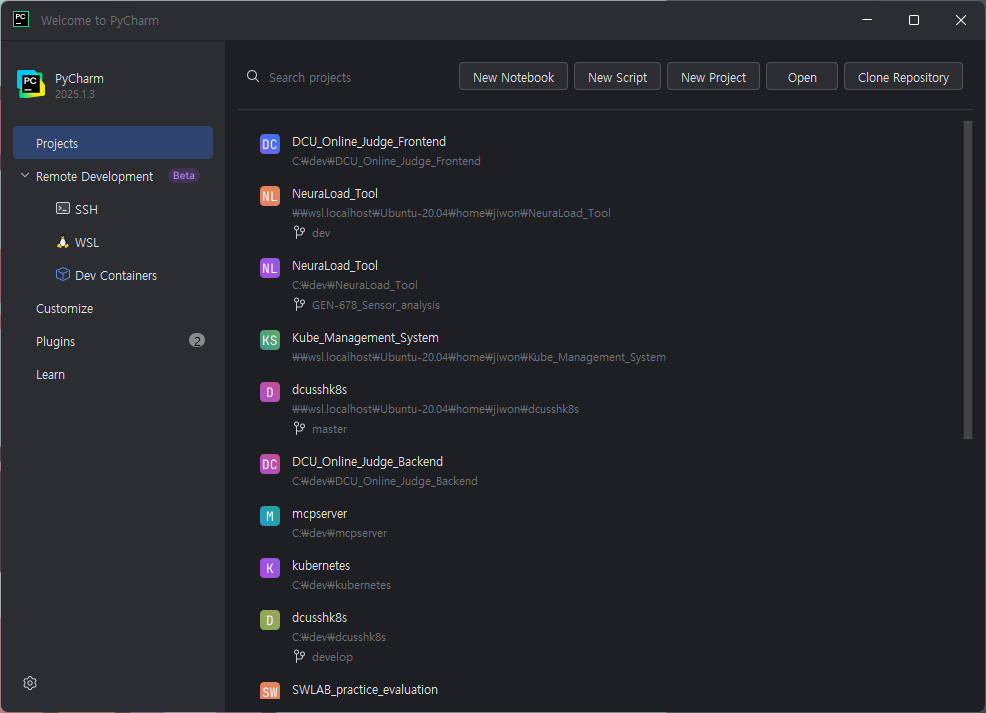 PC Welcome to PyCharm
PC PyCharm
2025.1.3
Projects
Remote Development Beta
SSH
WSL
Dev Containers
Customize
Plugins 2
Learn
Search projects New Notebook New Script New Project Open Clone Repository
DC DCU_Online_Judge_Frontend
C:₩dev₩DCU_Online_Judge_Frontend
NL NeuraLoad_Tool
₩₩wsl.localhost₩Ubuntu-20.04₩home₩jiwon₩NeuraLoad_Tool
dev
NL NeuraLoad_Tool
C:₩dev₩NeuraLoad_Tool
GEN-678_Sensor_analysis
KS Kube_Management_System
₩₩wsl.localhost₩Ubuntu-20.04₩home₩jiwon₩Kube_Management_System
D dcusshk8s
₩₩wsl.localhost₩Ubuntu-20.04₩home₩jiwon₩dcusshk8s
master
DC DCU_Online_Judge_Backend
C:₩dev₩DCU_Online_Judge_Backend
M mcpserver
C:₩dev₩mcpserver
K kubernetes
C:₩dev₩kubernetes
D dcusshk8s
C:₩dev₩dcusshk8s
develop
SW SWLAB_practice_evaluation